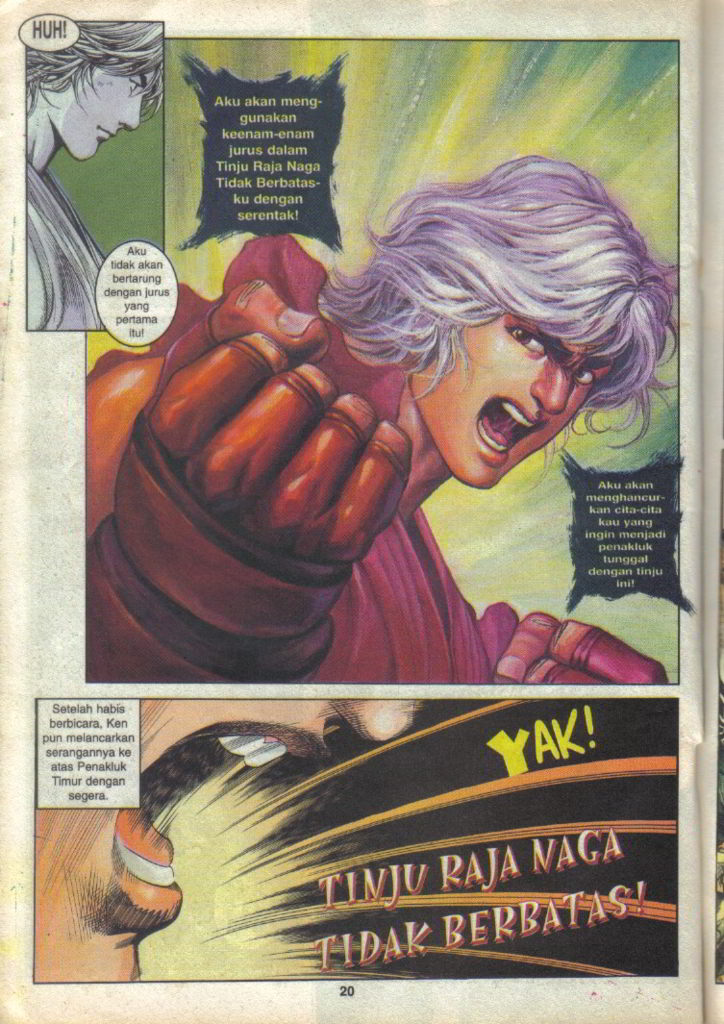 HUH!
Aku akan meng-
gunakan
keenam-enam
jurus dalam
Tinju Raja Naga
Tidak Berbatas-
ku dengan
serentak!
Aku
tidak akan
bertarung
dengan jurus
yang
pertama
itu!
Aku akan
menghancur-
kan cita-cita
kau yang
ingin menjadi
penakluk
tunggal
dengan tinju
ini!
Setelah habis
berbicara, Ken
pun melancarkan
serangannya ke
atas Penakluk
Timur dengan
segera.
YAK!
TINJU RAJA NAGA
TIDAK BERBATAS!
20